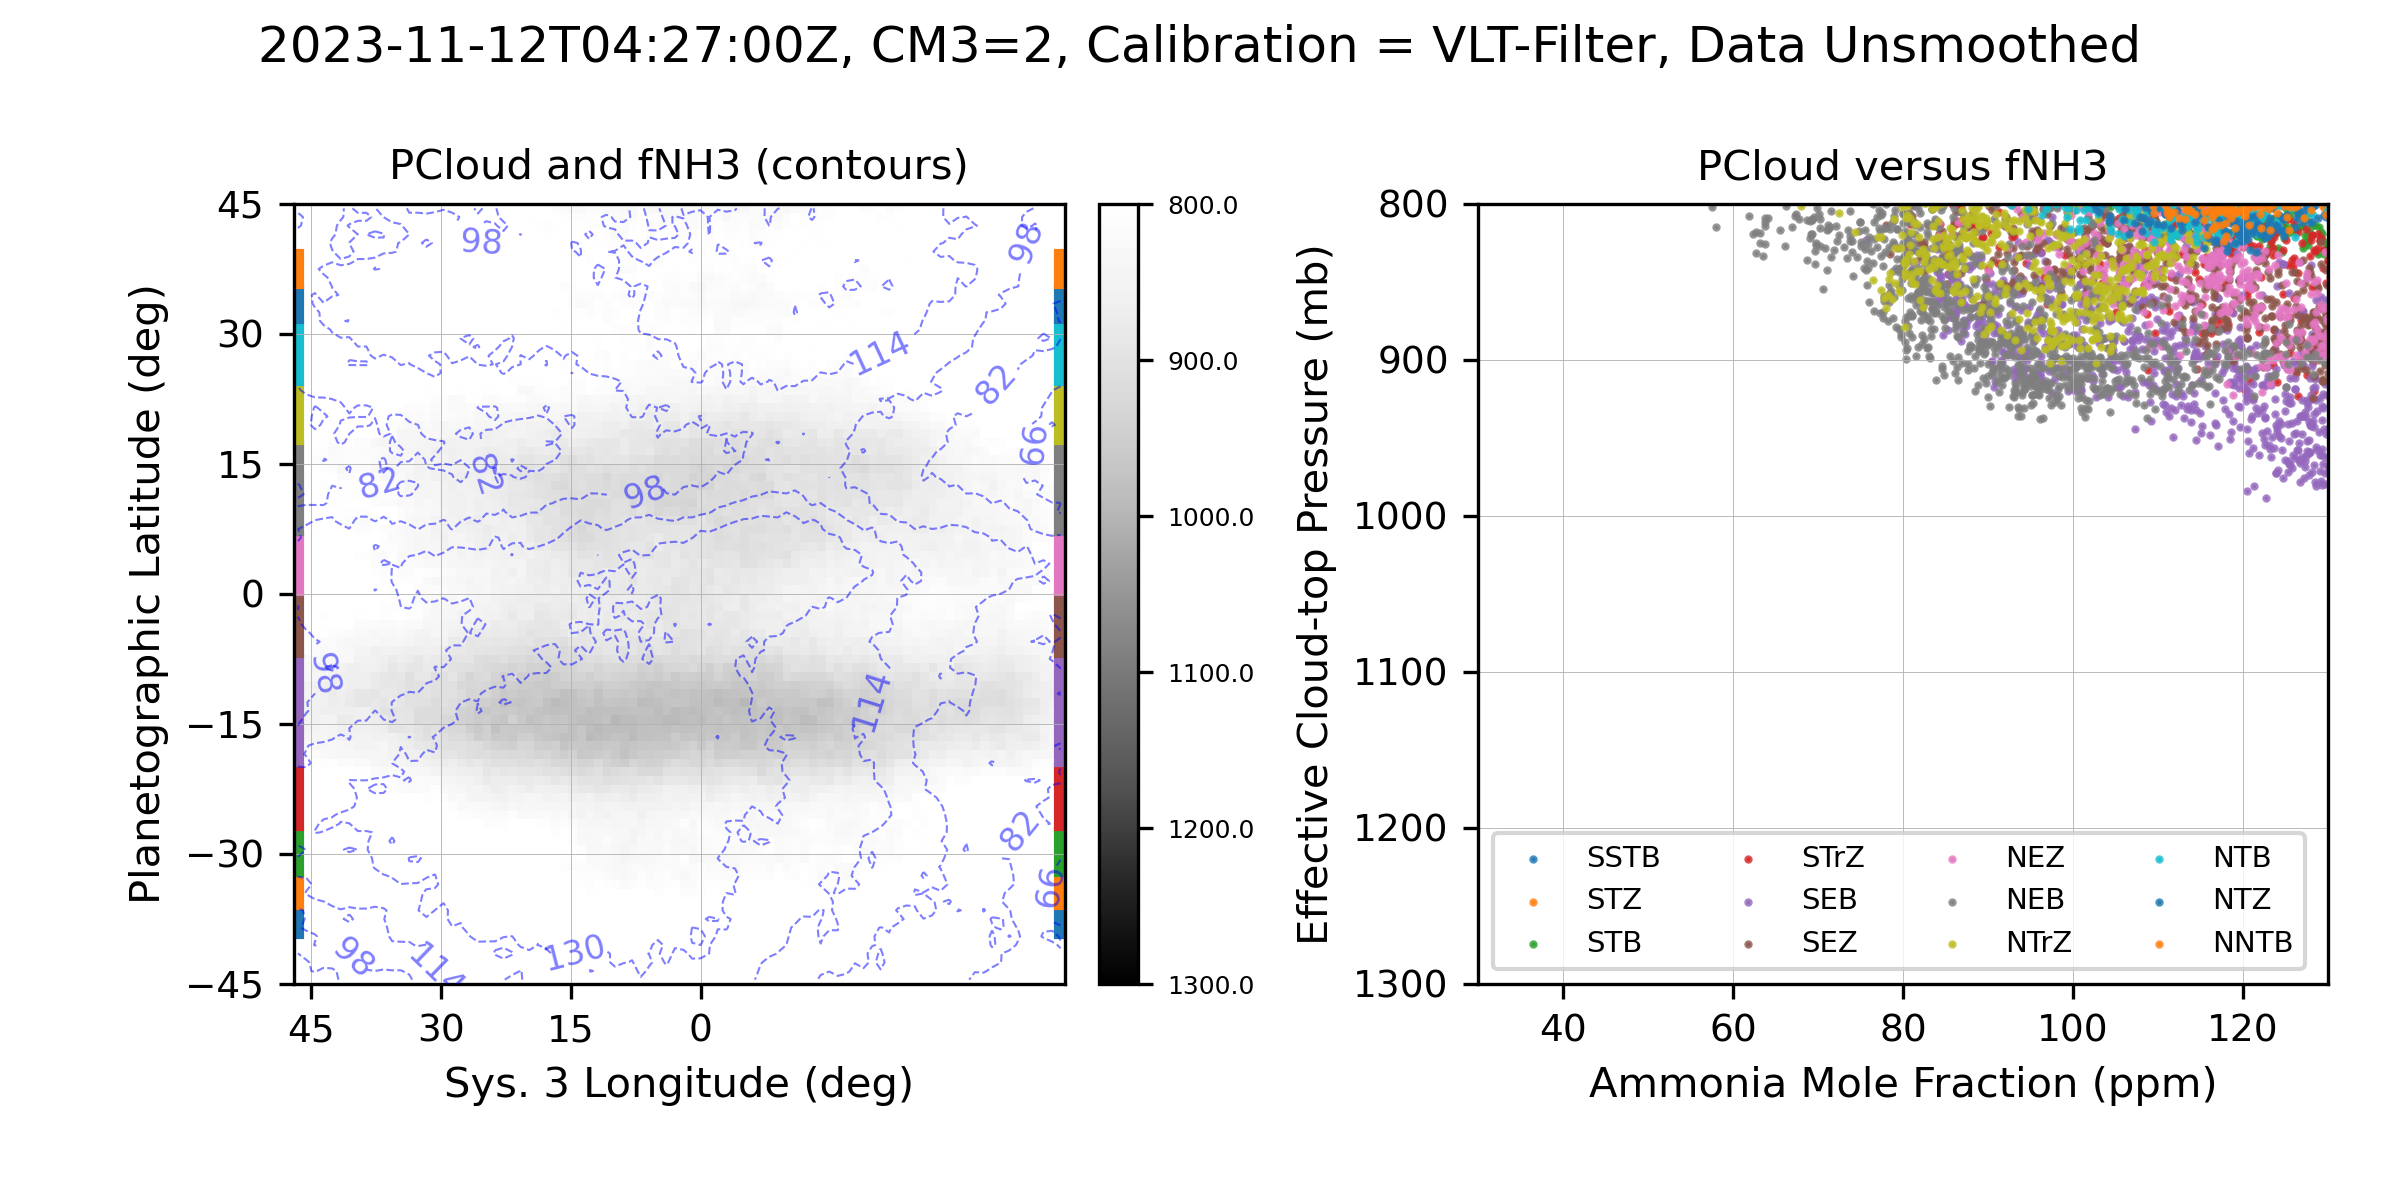 2023-11-12T04:27:00Z, CM3=2, Calibration = VLT-Filter, Data Unsmoothed
PCloud and fNH3 (contours)
45
30
15
0
−15
−30
−45
Planetographic Latitude (deg)
45
30
15
0
Sys. 3 Longitude (deg)
98
98
114
82
66
82
82
98
98
114
82
66
98
114
130
800.0
900.0
1000.0
1100.0
1200.0
1300.0
PCloud versus fNH3
800
900
1000
1100
1200
1300
Effective Cloud-top Pressure (mb)
40
60
80
100
120
Ammonia Mole Fraction (ppm)
SSTB
STZ
STB
STrZ
SEB
SEZ
NEZ
NEB
NTrZ
NTB
NTZ
NNTB